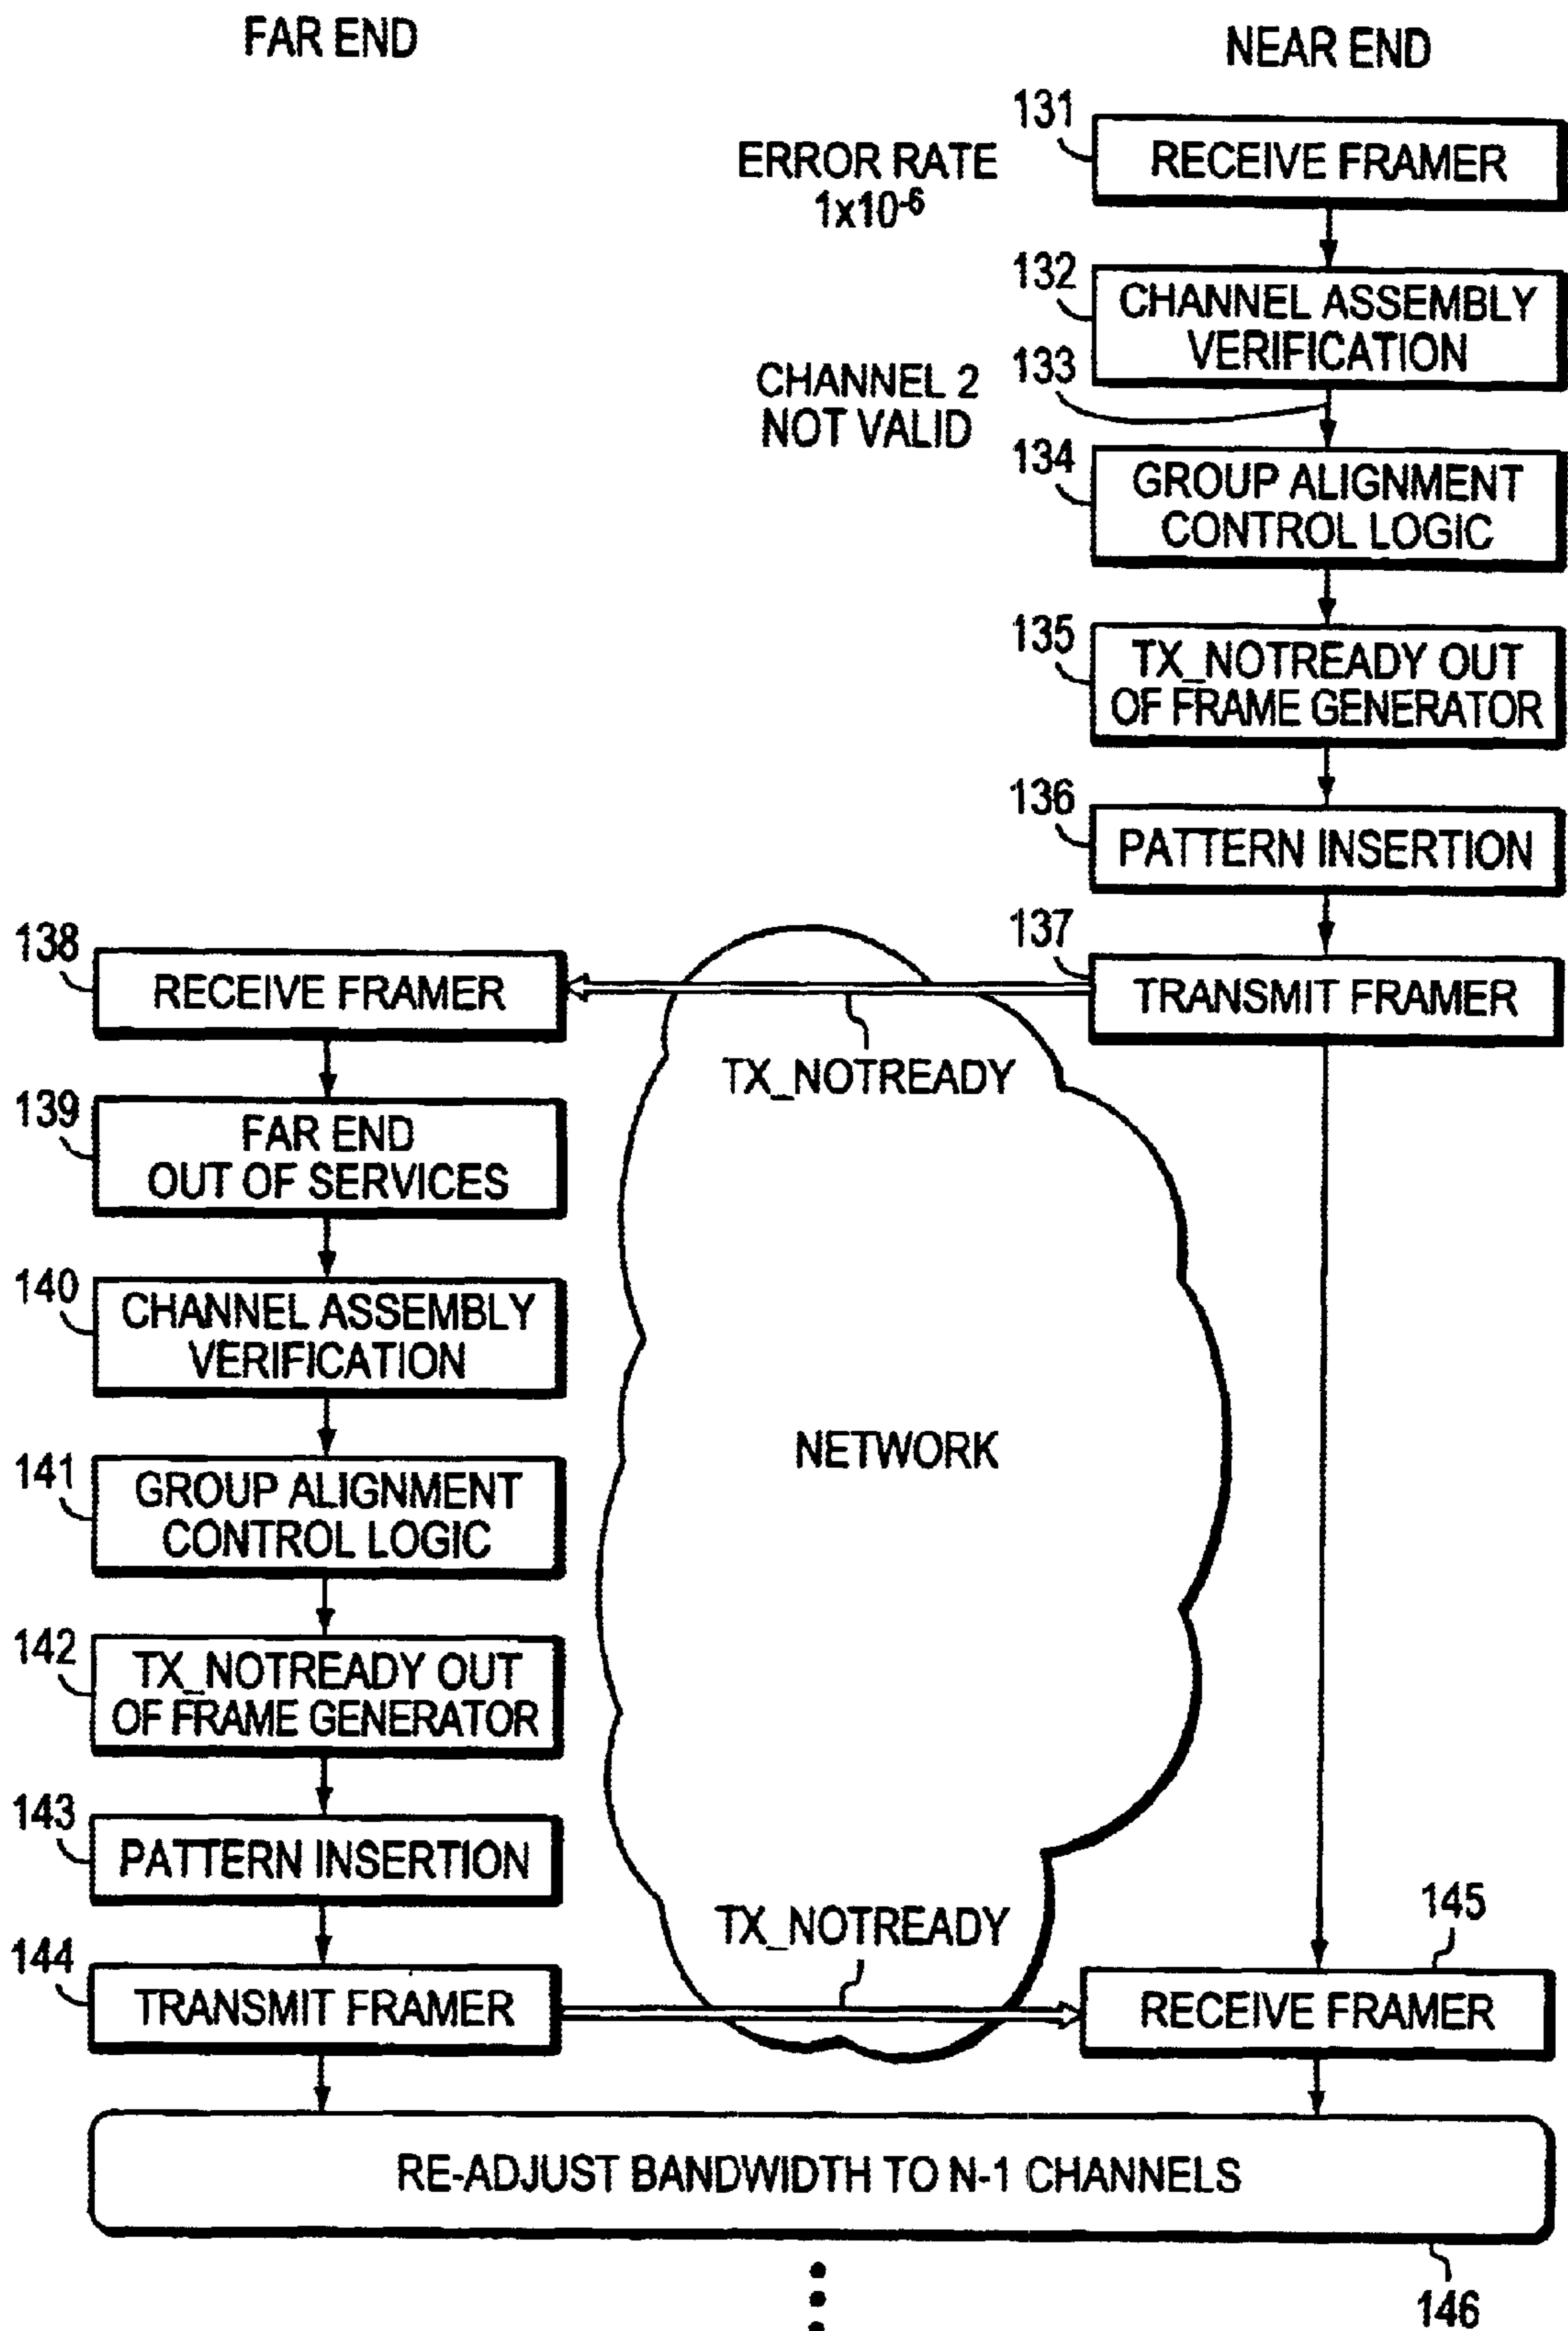 FAR END
NEAR END
131
RECEIVE FRAMER
ERROR RATE
1x10⁻⁶
132
CHANNEL ASSEMBLY
VERIFICATION
CHANNEL 2
NOT VALID
133
134
GROUP ALIGNMENT
CONTROL LOGIC
135
TX_NOTREADY OUT
OF FRAME GENERATOR
136
PATTERN INSERTION
137
TRANSMIT FRAMER
138
RECEIVE FRAMER
TX_NOTREADY
139
FAR END
OUT OF SERVICES
140
CHANNEL ASSEMBLY
VERIFICATION
NETWORK
141
GROUP ALIGNMENT
CONTROL LOGIC
142
TX_NOTREADY OUT
OF FRAME GENERATOR
143
PATTERN INSERTION
144
TRANSMIT FRAMER
TX_NOTREADY
145
RECEIVE FRAMER
RE-ADJUST BANDWIDTH TO N-1 CHANNELS
146